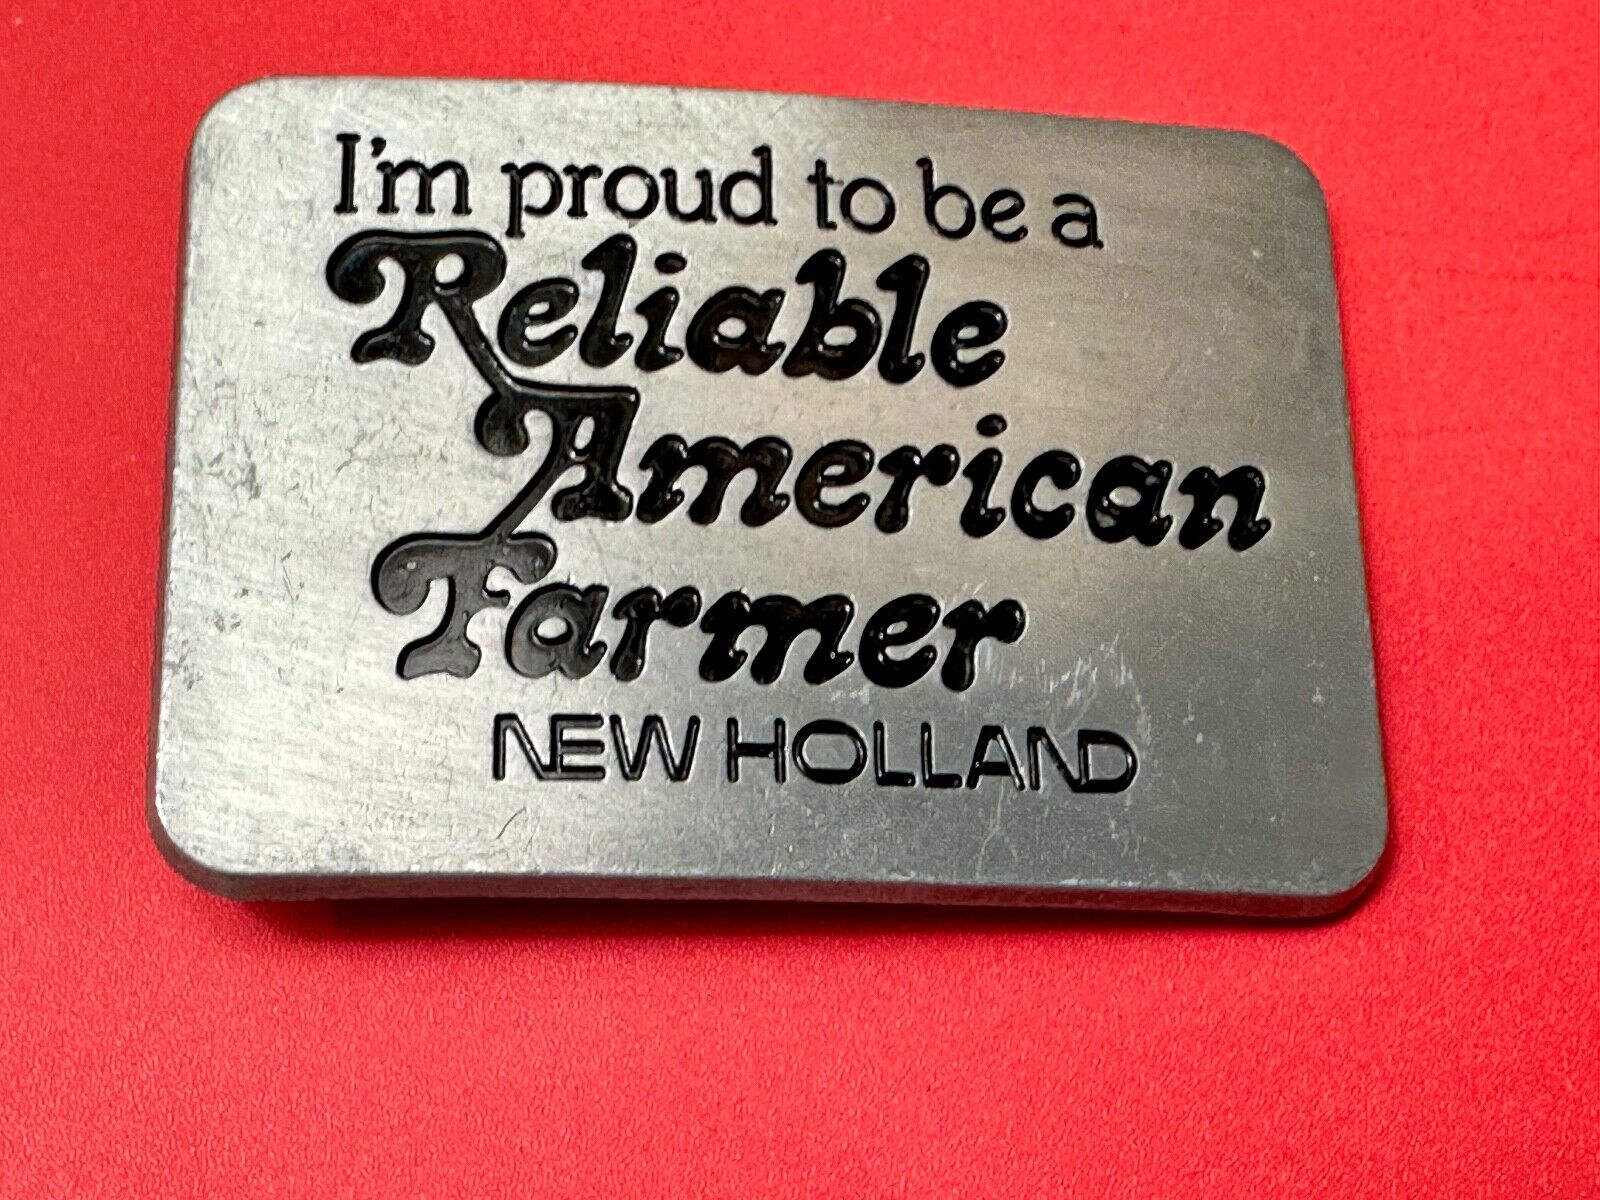 I'm proud to be a
Reliable
American
Farmer
NEW HOLLAND